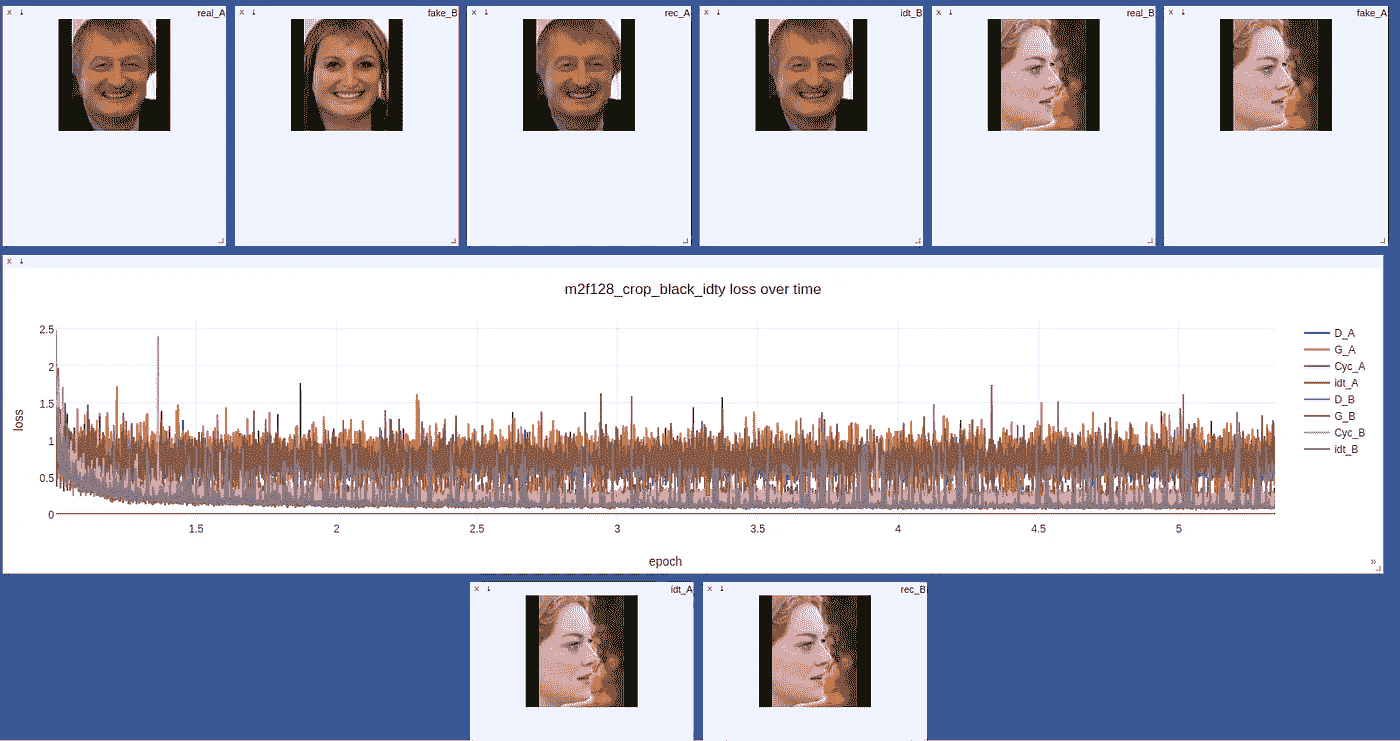 x ↓ real_A
x ↓ fake_B
x ↓ rec_A
x ↓ idt_B
x ↓ real_B
x ↓ fake_A
x ↓
m2f128_crop_black_idty loss over time
loss
2.5
2
1.5
1
0.5
0
1.5 2 2.5 3 3.5 4 4.5 5
epoch
»
D_A
G_A
Cyc_A
idt_A
D_B
G_B
Cyc_B
idt_B
x ↓ idt_A
x ↓ rec_B